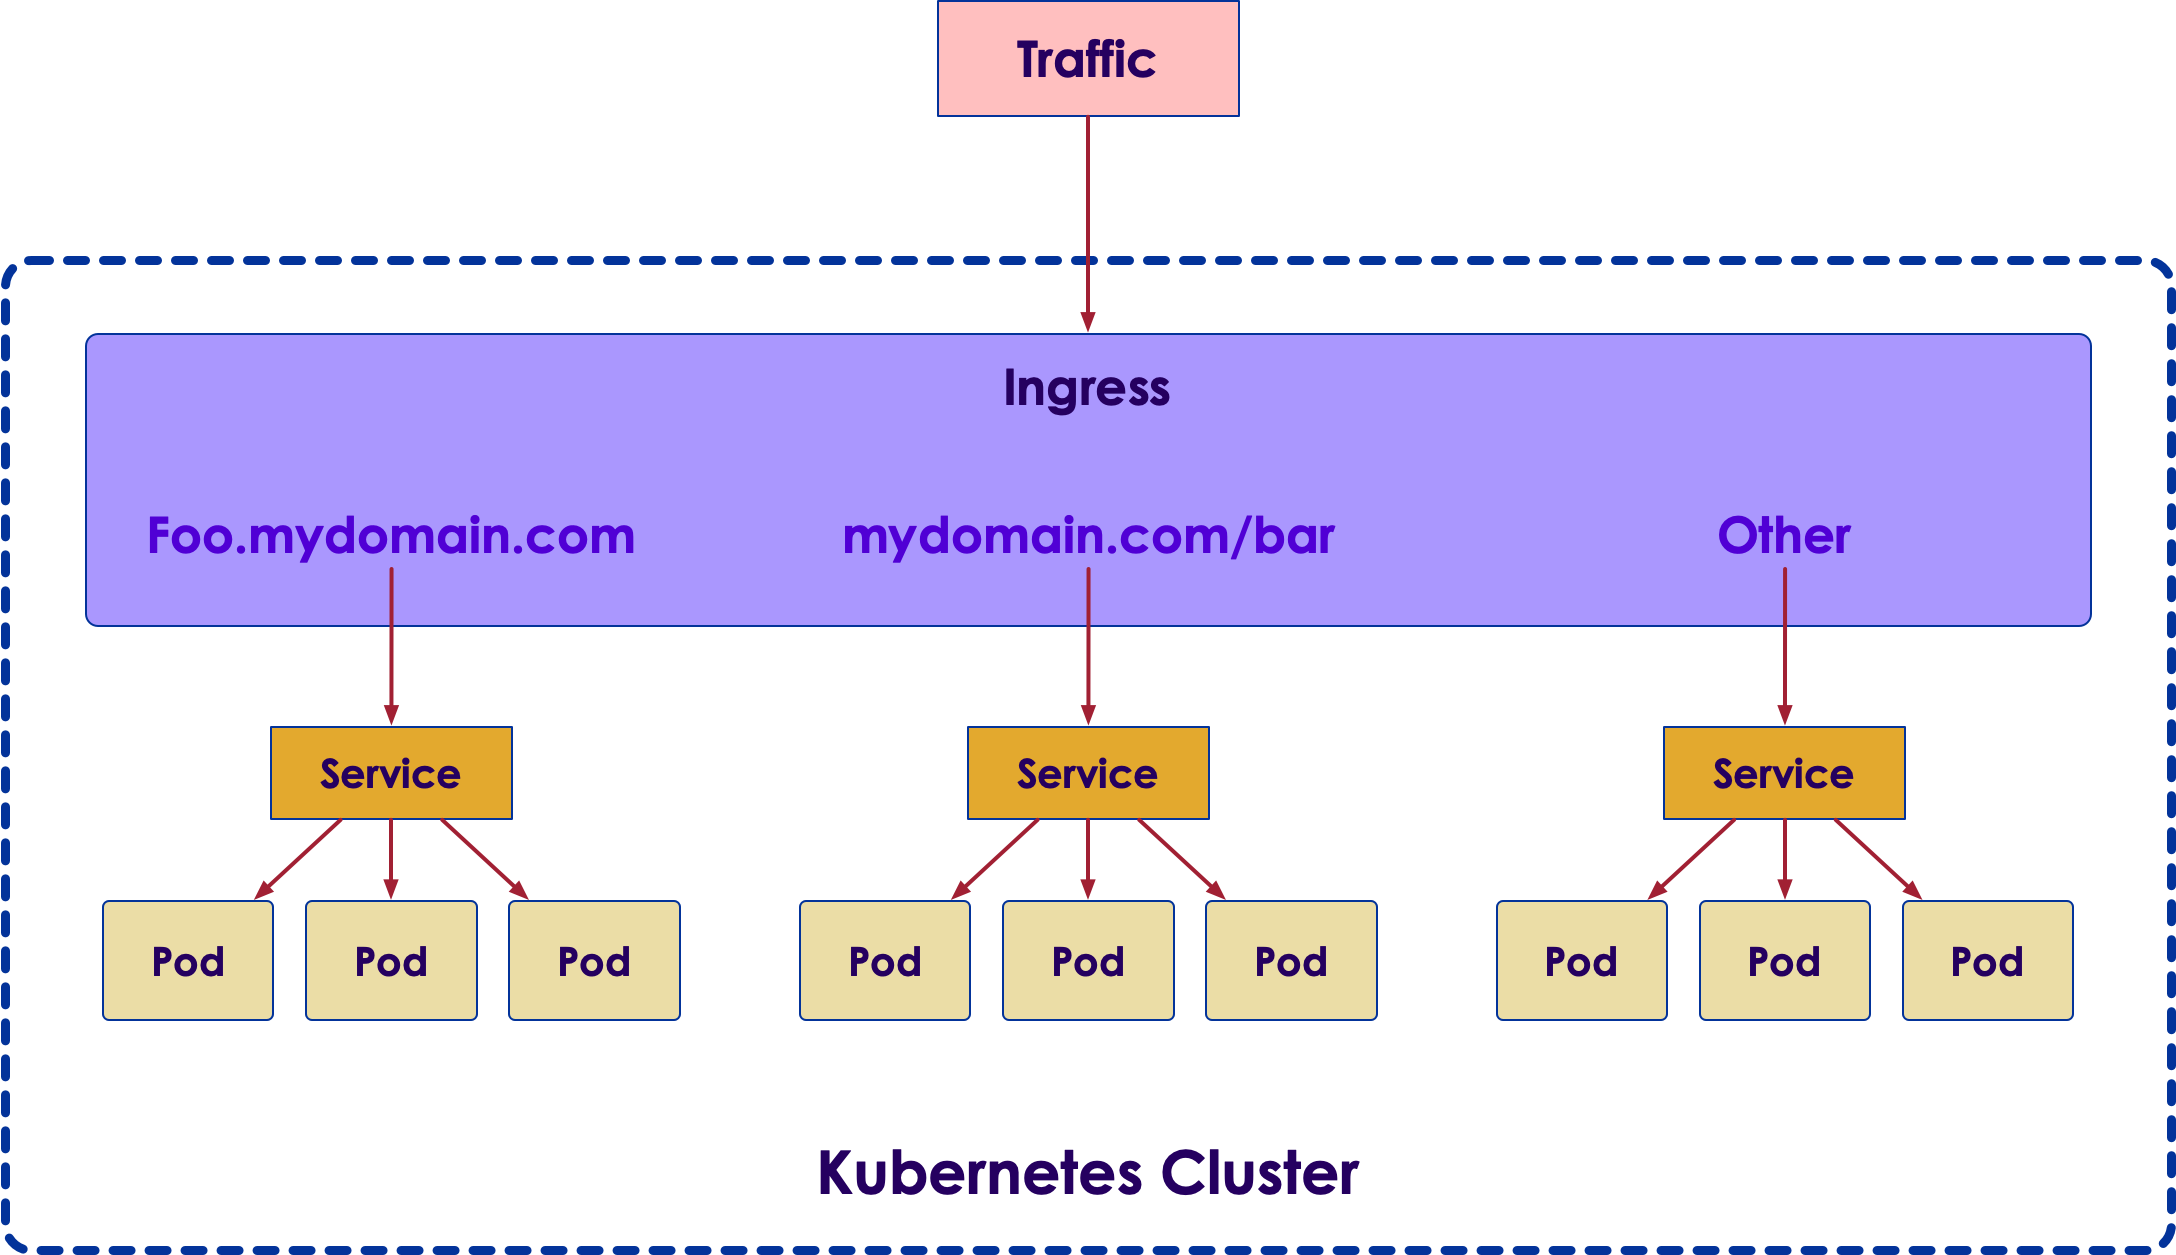 Traffic
Ingress
Foo.mydomain.com
mydomain.com/bar
Other
Service
Service
Service
Pod
Pod
Pod
Pod
Pod
Pod
Pod
Pod
Pod
Kubernetes Cluster